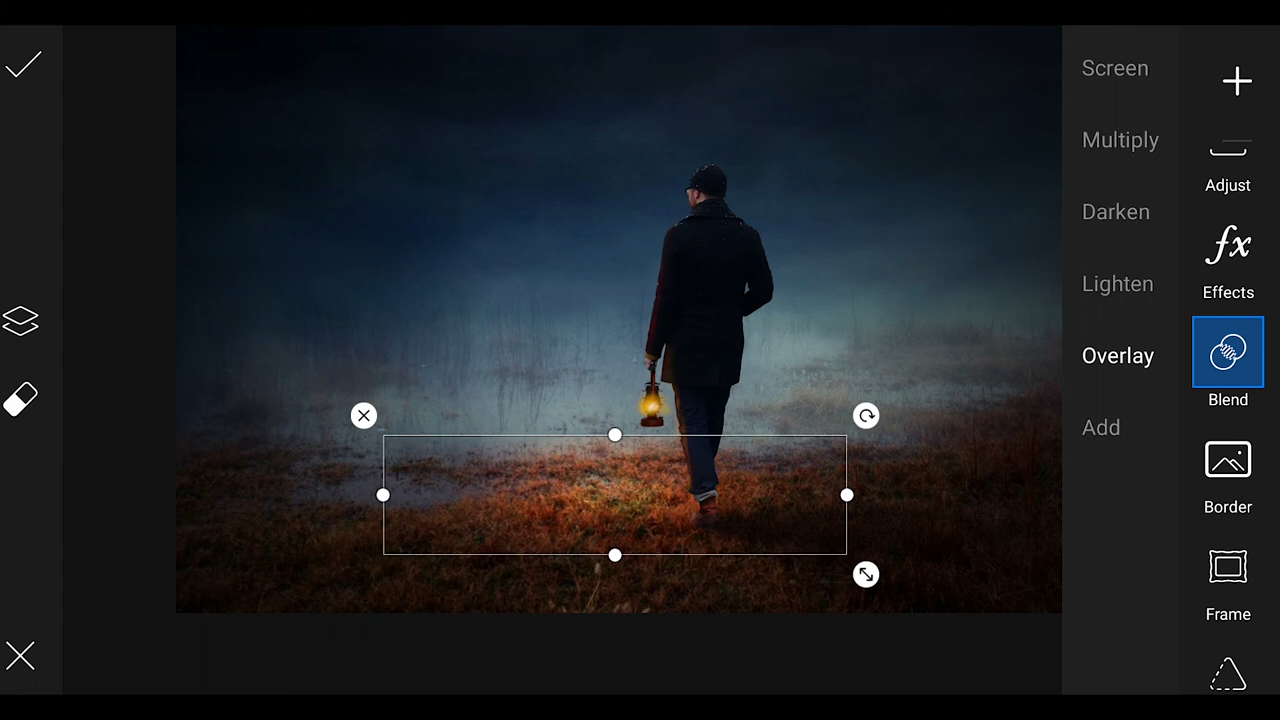 Screen
Multiply
Darken
Lighten
Overlay
Add
Adjust
fx
Effects
Blend
Border
Frame